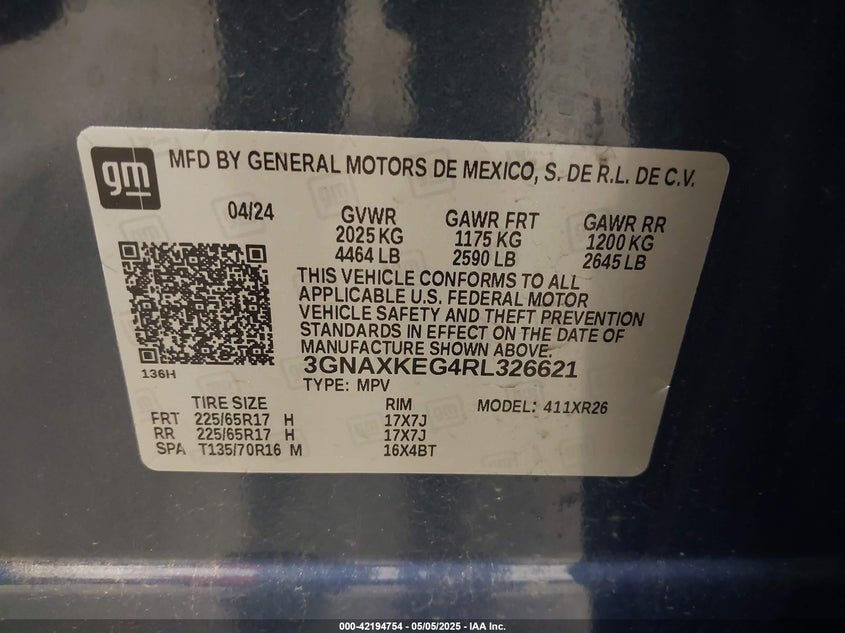 gm
MFD BY GENERAL MOTORS DE MEXICO, S. DE R.L. DE C.V.
04/24 GVWR GAWR FRT GAWR RR
2025 KG 1175 KG 1200 KG
4464 LB 2590 LB 2645 LB
THIS VEHICLE CONFORMS TO ALL
APPLICABLE U.S. FEDERAL MOTOR
VEHICLE SAFETY AND THEFT PREVENTION
STANDARDS IN EFFECT ON THE DATE OF
MANUFACTURE SHOWN ABOVE.
136H
3GNAXKEG4RL326621
TYPE: MPV
TIRE SIZE RIM MODEL: 411XR26
FRT 225/65R17 H 17X7J
RR 225/65R17 H 17X7J
SPA T135/70R16 M 16X4BT
000-42194754 - 05/05/2025 - IAA Inc.